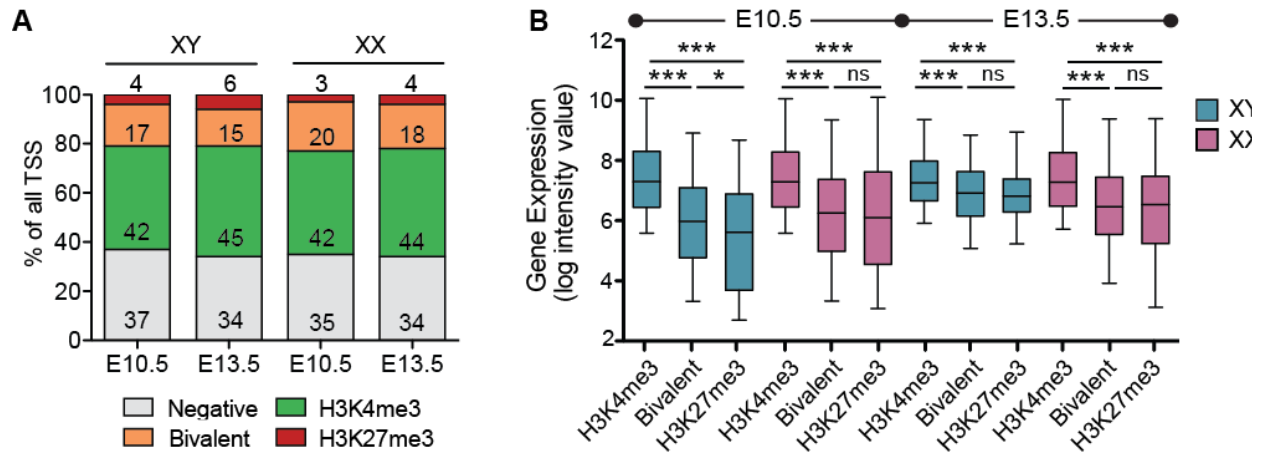 A
XY XX
4 6 3 4
% of all TSS
100
80
60
40
20
0
17 15 20 18
42 45 42 44
37 34 35 34
E10.5 E13.5 E10.5 E13.5
Negative H3K4me3
Bivalent H3K27me3
B
E10.5 E13.5
*** *** *** ***
*** * *** ns *** ns *** ns
Gene Expression
(log intensity value)
12
10
8
6
4
2
H3K4me3
Bivalent
H3K27me3
H3K4me3
Bivalent
H3K27me3
H3K4me3
Bivalent
H3K27me3
H3K4me3
Bivalent
H3K27me3
XY
XX